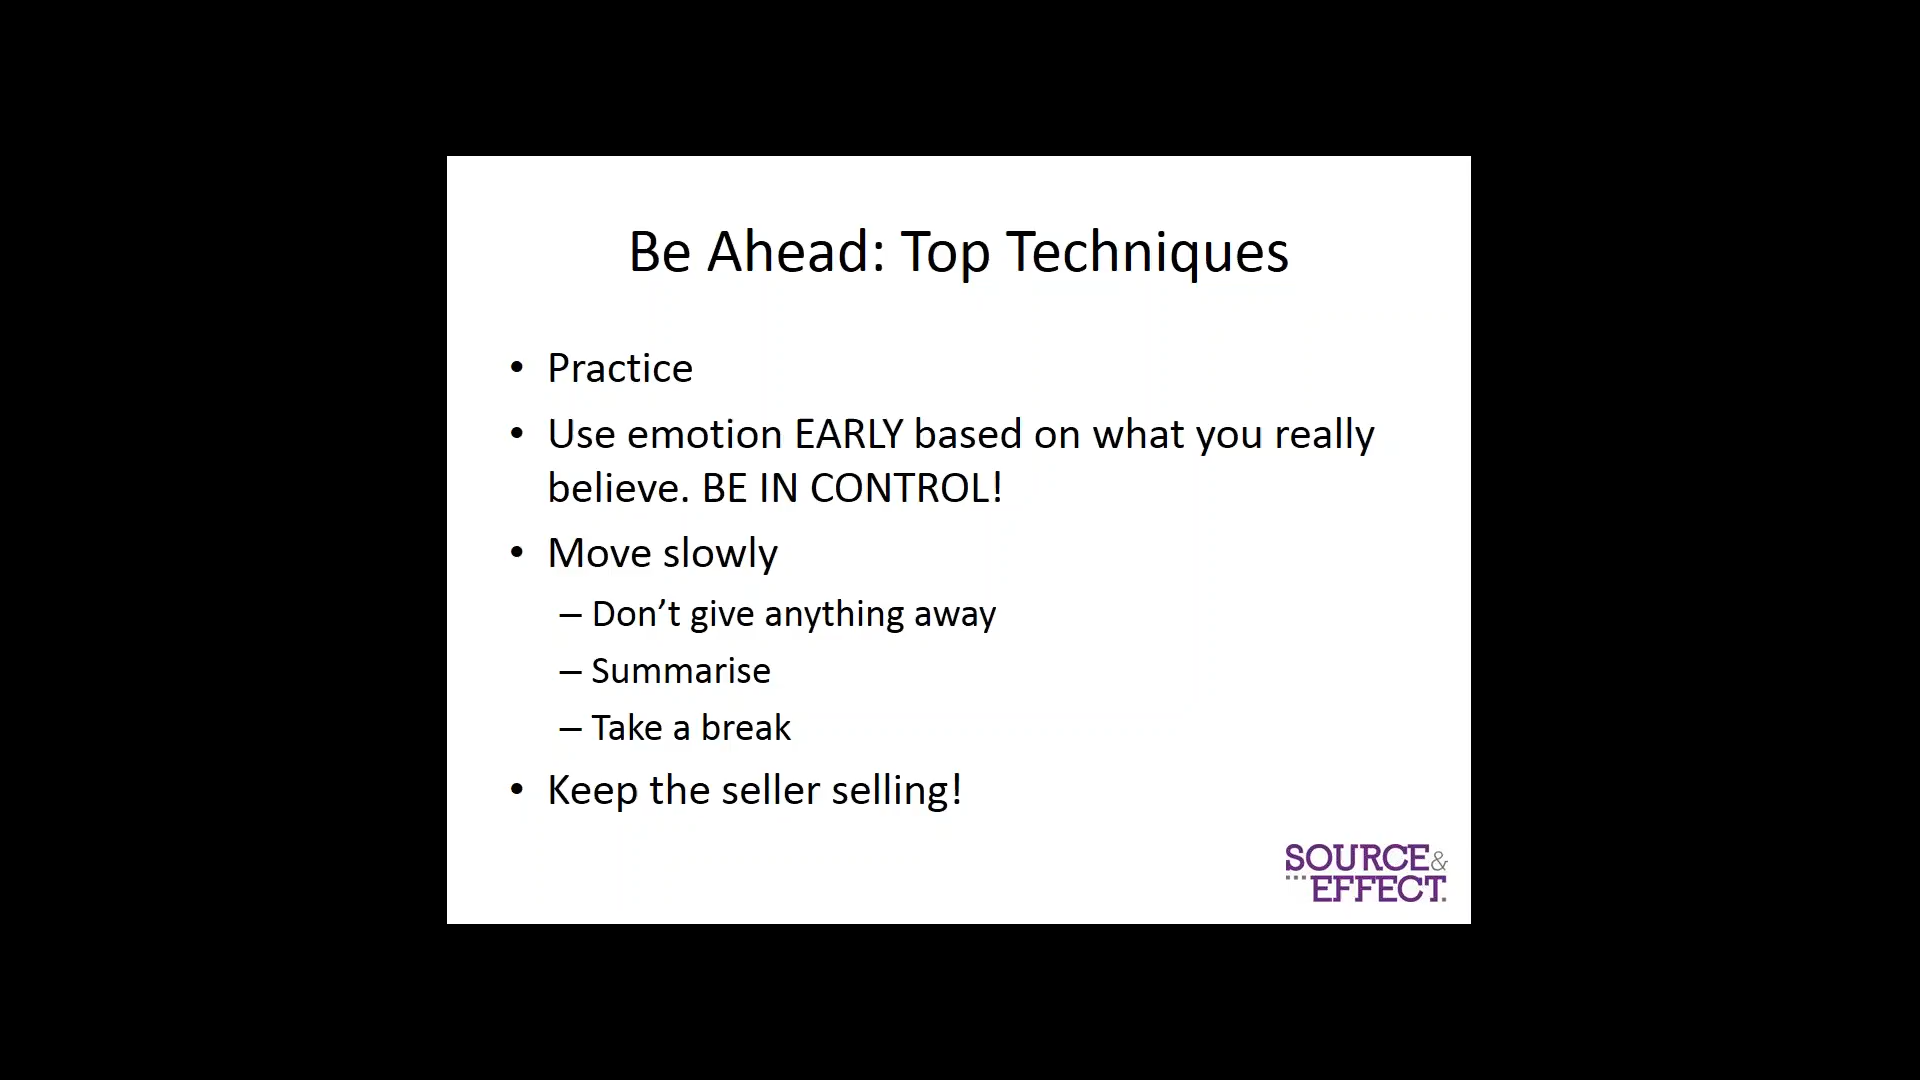 Be Ahead: Top Techniques
• Practice
• Use emotion EARLY based on what you really
believe. BE IN CONTROL!
• Move slowly
– Don’t give anything away
– Summarise
– Take a break
• Keep the seller selling!
SOURCE&
EFFECT.